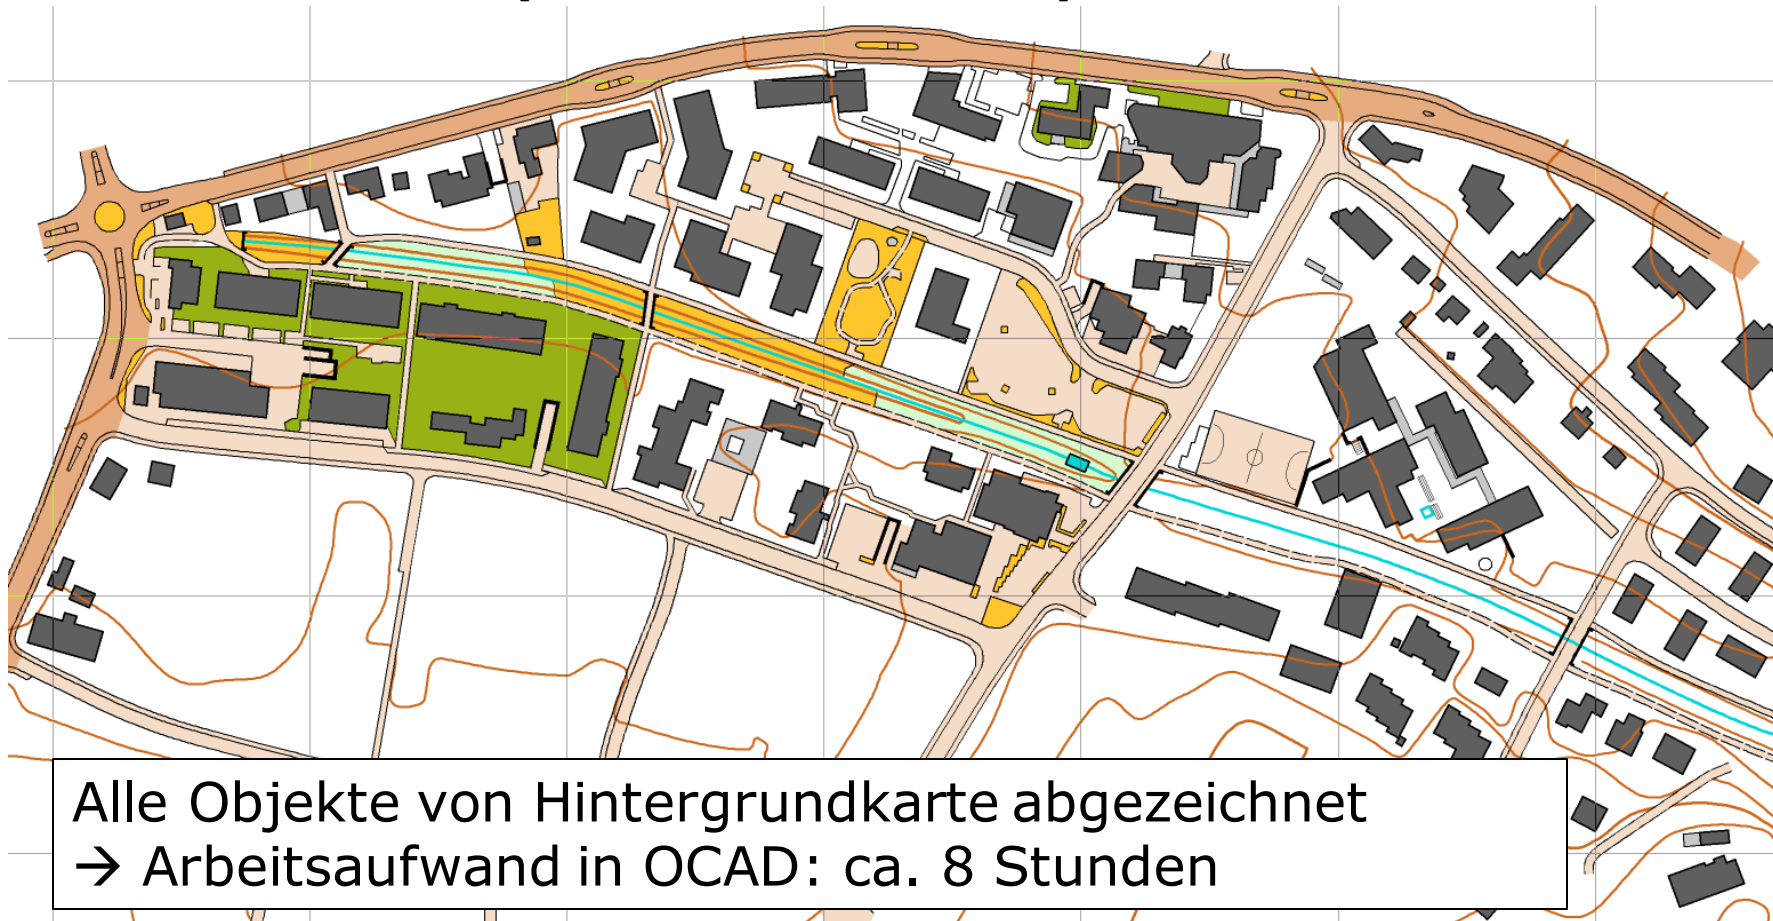 Alle Objekte von Hintergrundkarte abgezeichnet
→ Arbeitsaufwand in OCAD: ca. 8 Stunden